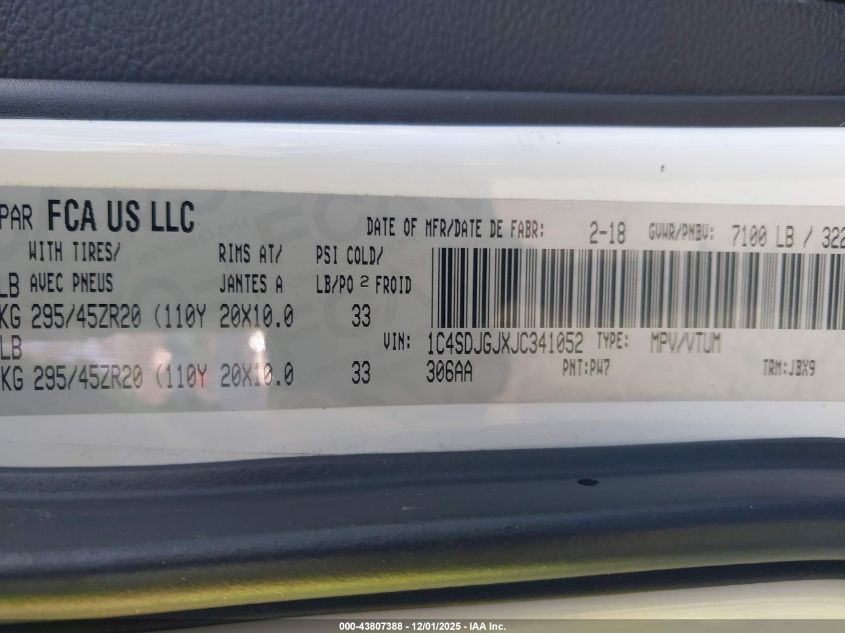 PAR FCA US LLC
DATE OF MFR/DATE DE FABR: 2-18 GVWR/PNBV: 7100 LB / 322
WITH TIRES/ RIMS AT/ PSI COLD/
LB AVEC PNEUS JANTES A LB/PO 2 FROID
KG 295/45ZR20 (110Y 20X10.0 33
LB
VIN: 1C4SDJGJXJC341052 TYPE: MPV/VTUM
KG 295/45ZR20 (110Y 20X10.0 33
306AA PNT:PW7 TRM:JBX9
000-43807388 - 12/01/2025 - IAA Inc.